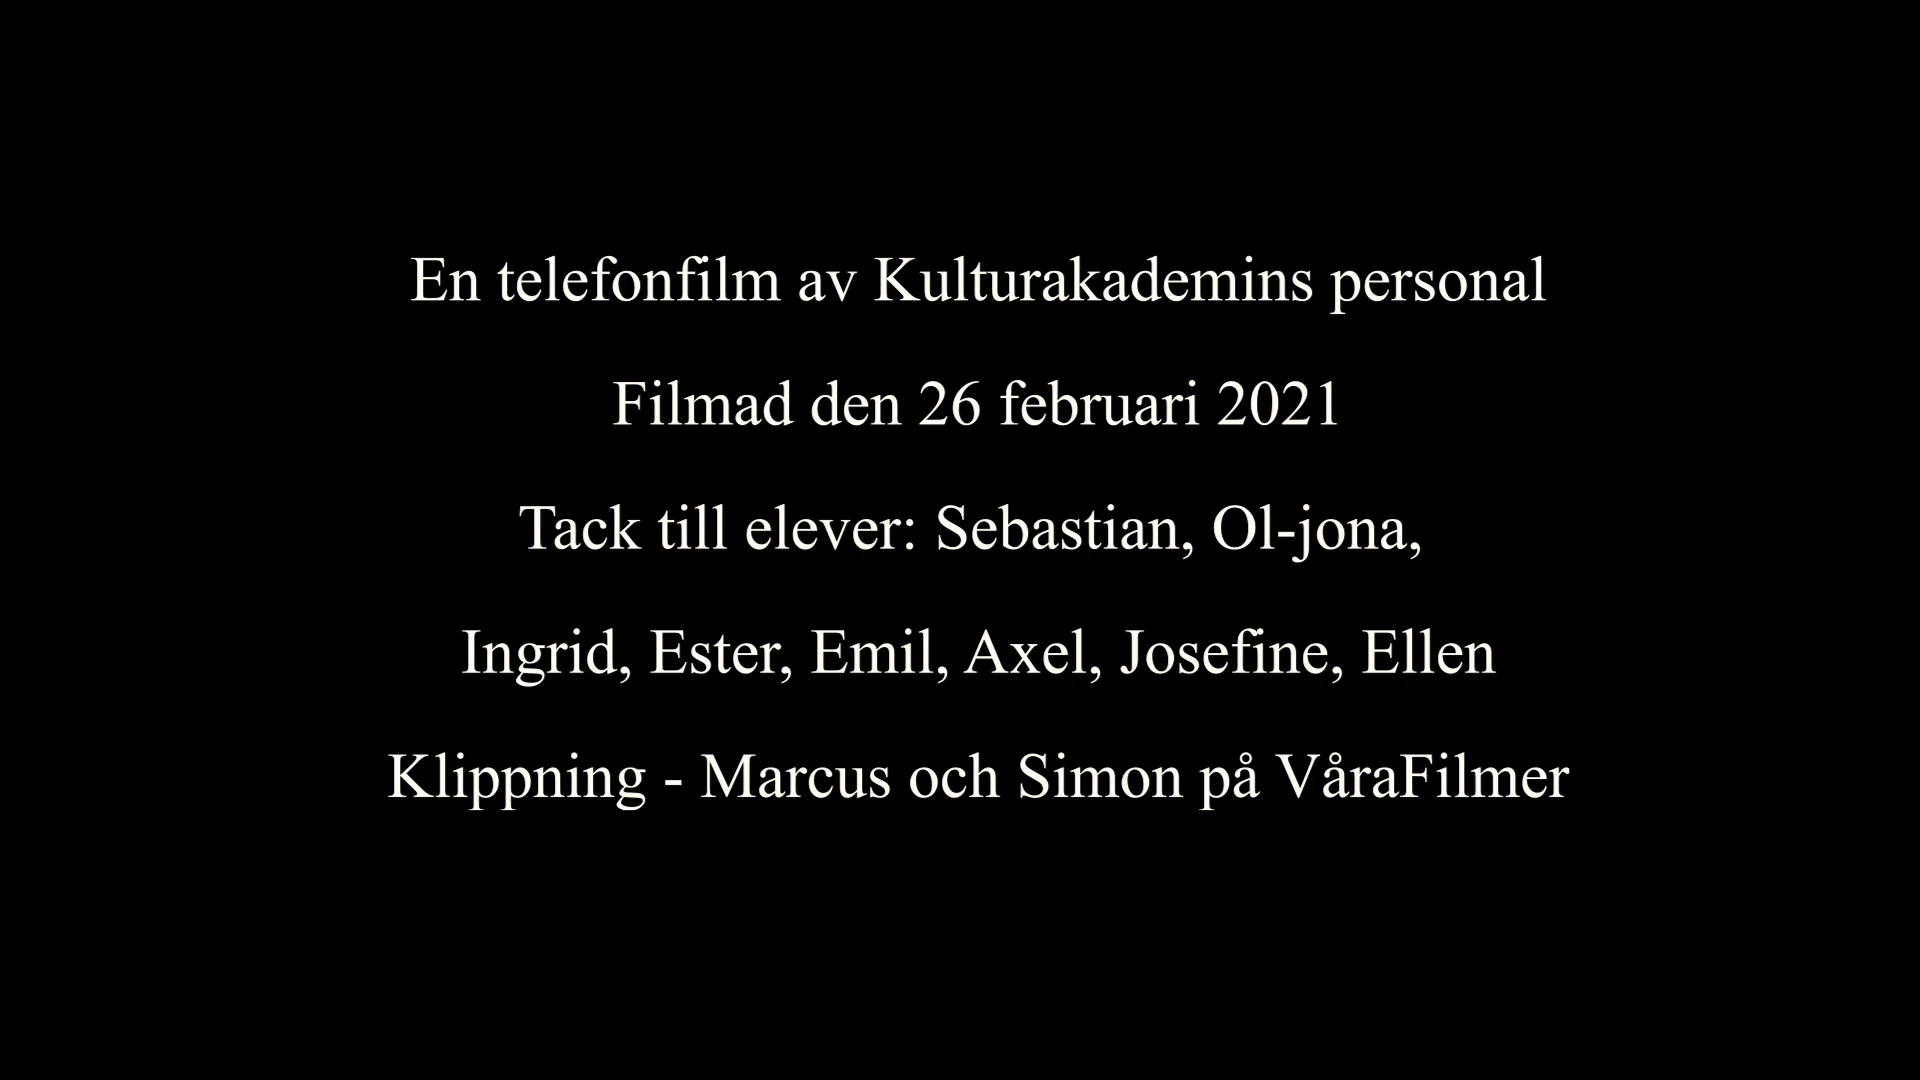 En telefonfilm av Kulturakademins personal
Filmad den 26 februari 2021
Tack till elever: Sebastian, Ol-jona,
Ingrid, Ester, Emil, Axel, Josefine, Ellen
Klippning - Marcus och Simon på VåraFilmer